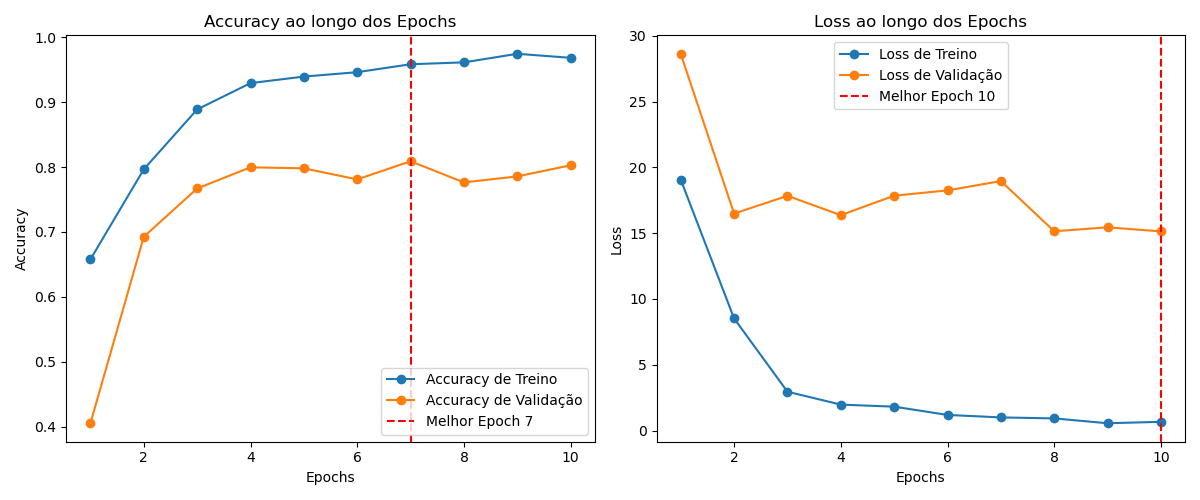 Accuracy ao longo dos Epochs
1.0
0.9
0.8
0.7
0.6
0.5
0.4
Accuracy
2 4 6 8 10
Epochs
Accuracy de Treino
Accuracy de Validação
Melhor Epoch 7
Loss ao longo dos Epochs
30
25
20
15
10
5
0
Loss
2 4 6 8 10
Epochs
Loss de Treino
Loss de Validação
Melhor Epoch 10